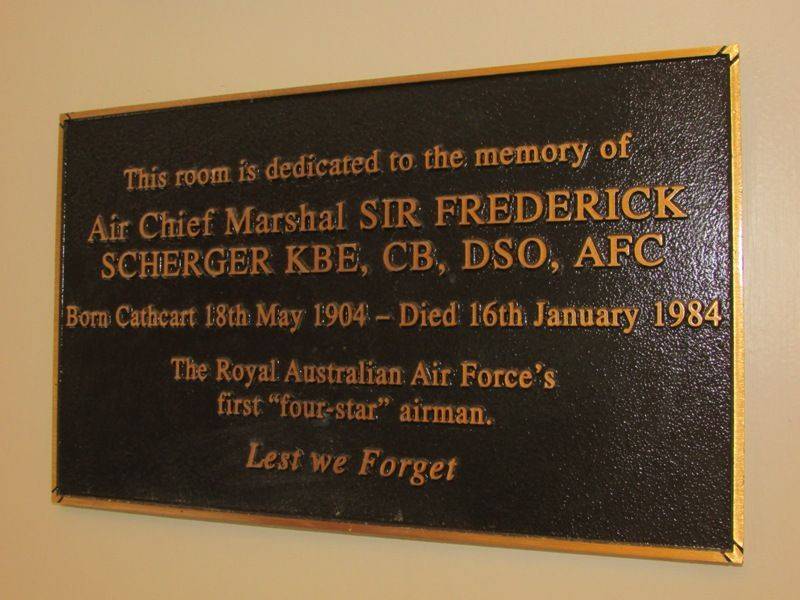 This room is dedicated to the memory of
Air Chief Marshal SIR FREDERICK
SCHERGER KBE, CB, DSO, AFC
Born Cathcart 18th May 1904 – Died 16th January 1984
The Royal Australian Air Force's
first "four-star" airman.
Lest we Forget